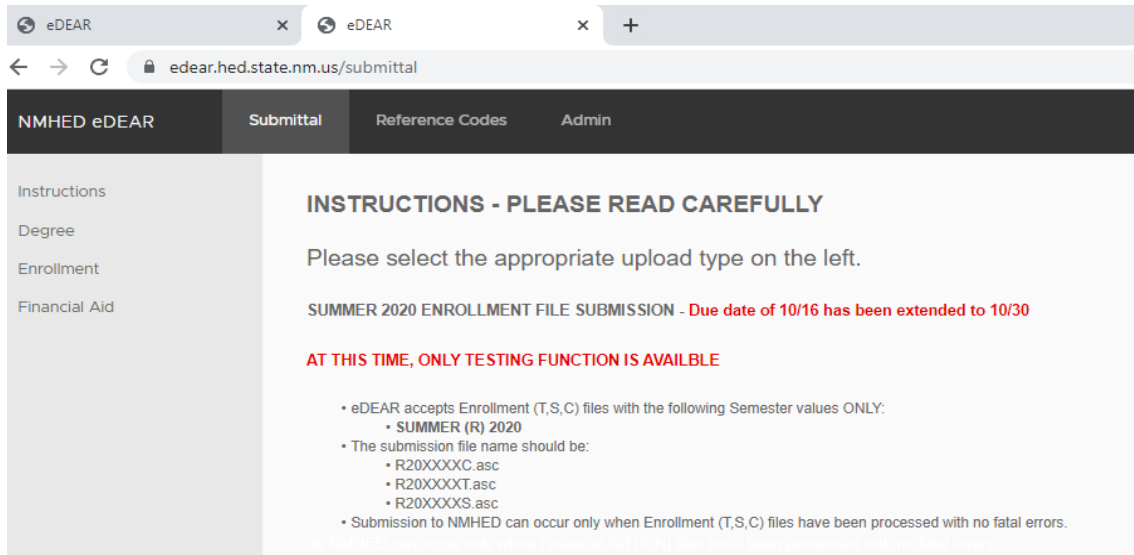 eDEAR
eDEAR
edear.hed.state.nm.us/submittal
NMHED eDEAR Submittal Reference Codes Admin
Instructions
Degree
Enrollment
Financial Aid
INSTRUCTIONS - PLEASE READ CAREFULLY
Please select the appropriate upload type on the left.
SUMMER 2020 ENROLLMENT FILE SUBMISSION - Due date of 10/16 has been extended to 10/30
AT THIS TIME, ONLY TESTING FUNCTION IS AVAILBLE
• eDEAR accepts Enrollment (T,S,C) files with the following Semester values ONLY:
• SUMMER (R) 2020
• The submission file name should be:
• R20XXXXC.asc
• R20XXXXT.asc
• R20XXXXS.asc
• Submission to NMHED can occur only when Enrollment (T,S,C) files have been processed with no fatal errors.